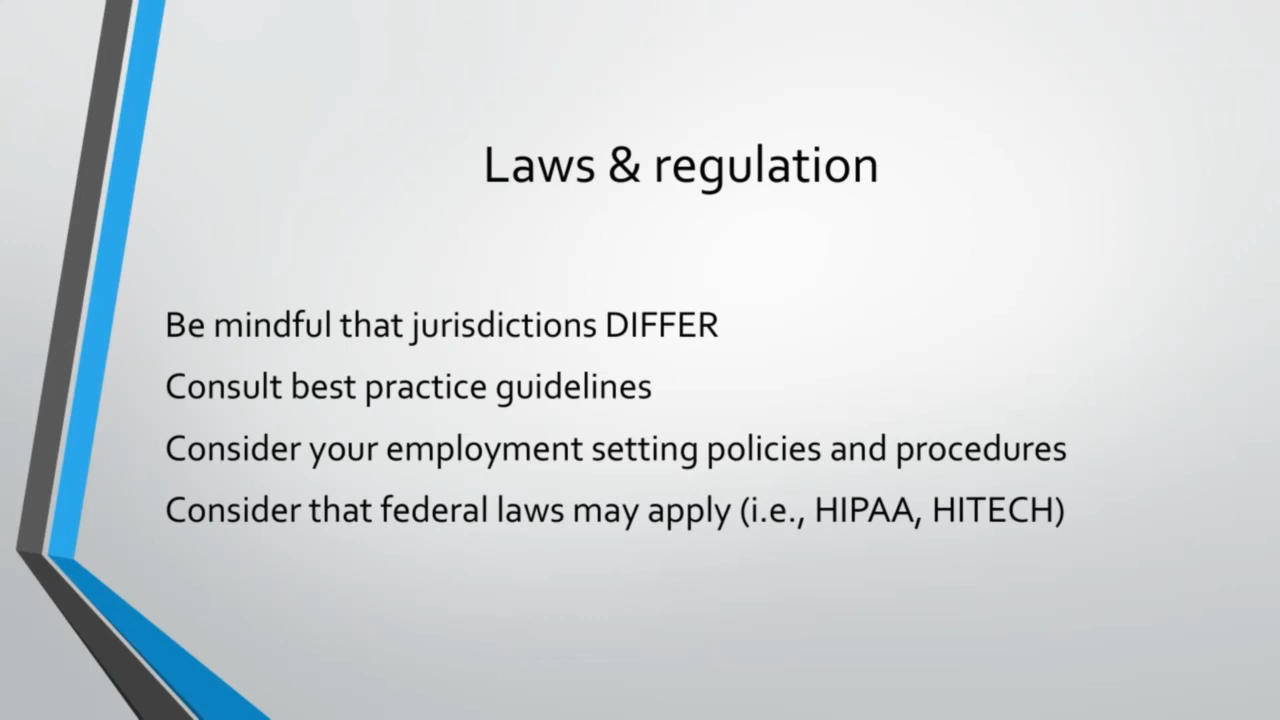 Laws & regulation
Be mindful that jurisdictions DIFFER
Consult best practice guidelines
Consider your employment setting policies and procedures
Consider that federal laws may apply (i.e., HIPAA, HITECH)